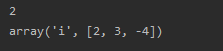 2
array('i', [2, 3, -4])